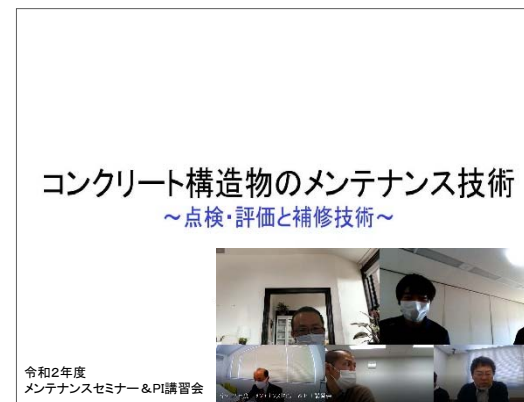 コンクリート構造物のメンテナンス技術
～点検・評価と補修技術～
令和2年度
メンテナンスセミナー＆PI講習会